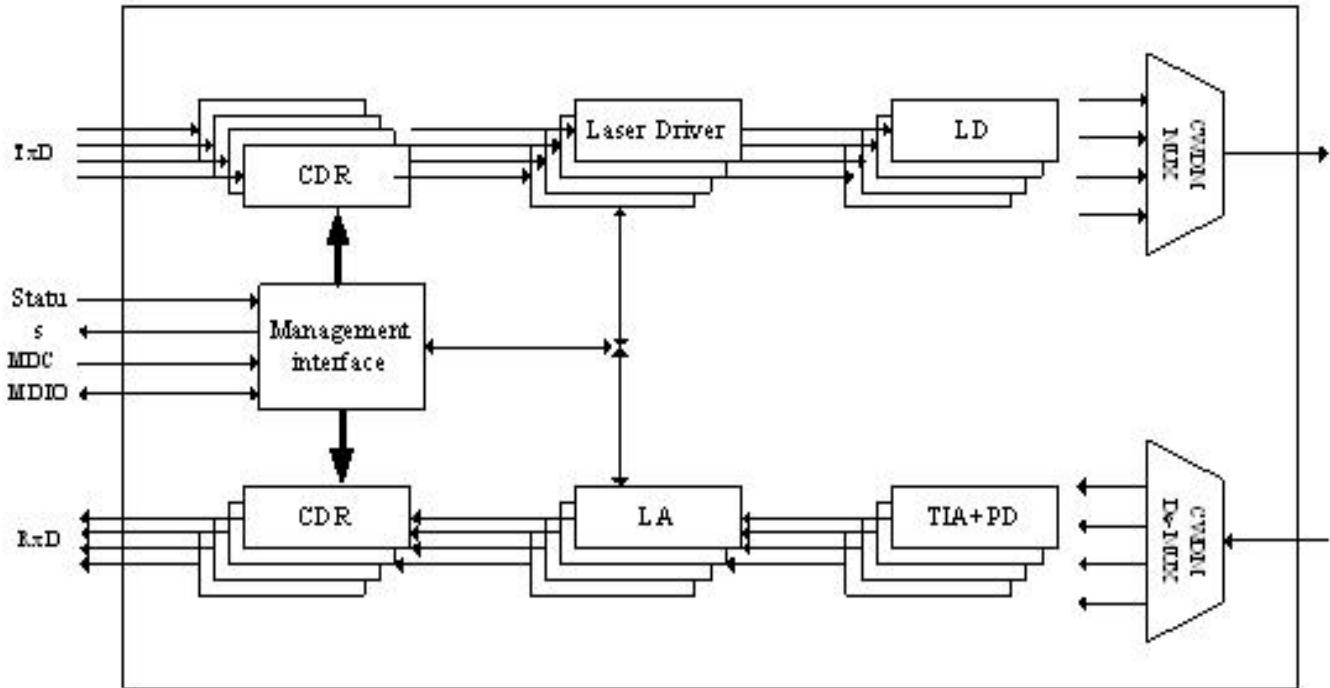 TxD
CDR
Laser Driver
LD
CWDM
MUX
Statu
s
MDC
MDIO
Management
interface
RxD
CDR
LA
TIA+PD
CWDM
De-MUX